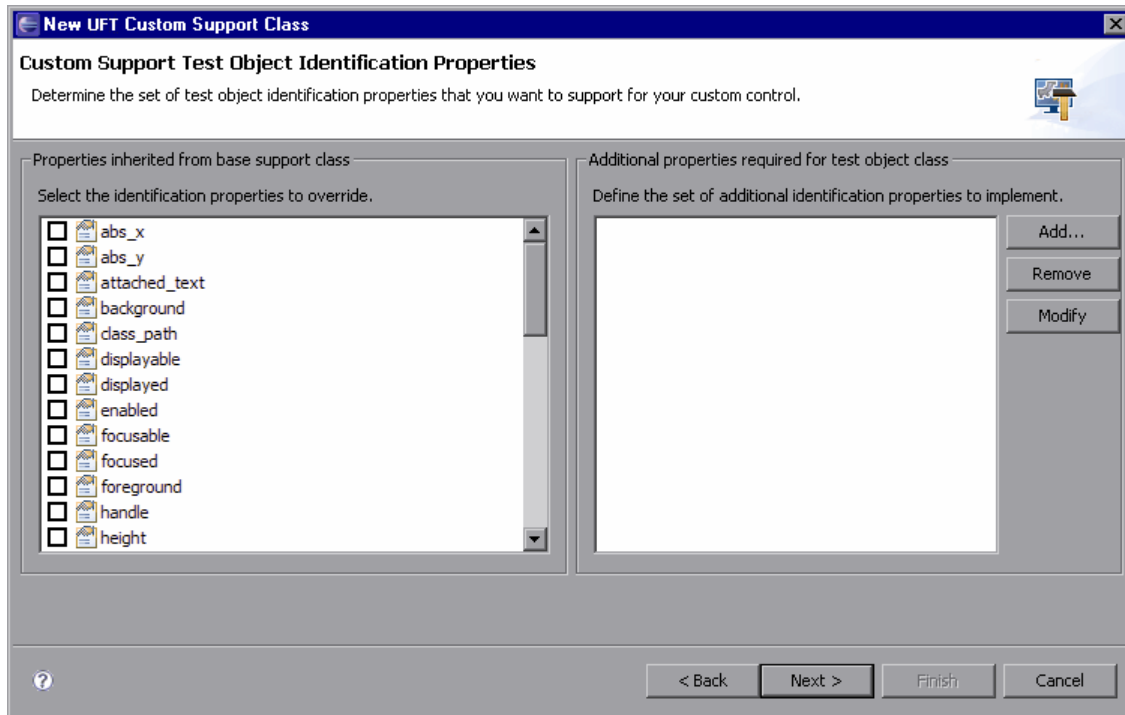 New UFT Custom Support Class
Custom Support Test Object Identification Properties
Determine the set of test object identification properties that you want to support for your custom control.
Properties inherited from base support class
Select the identification properties to override.
abs_x
abs_y
attached_text
background
class_path
displayable
displayed
enabled
focusable
focused
foreground
handle
height
Additional properties required for test object class
Define the set of additional identification properties to implement.
Add...
Remove
Modify
?
< Back
Next >
Finish
Cancel